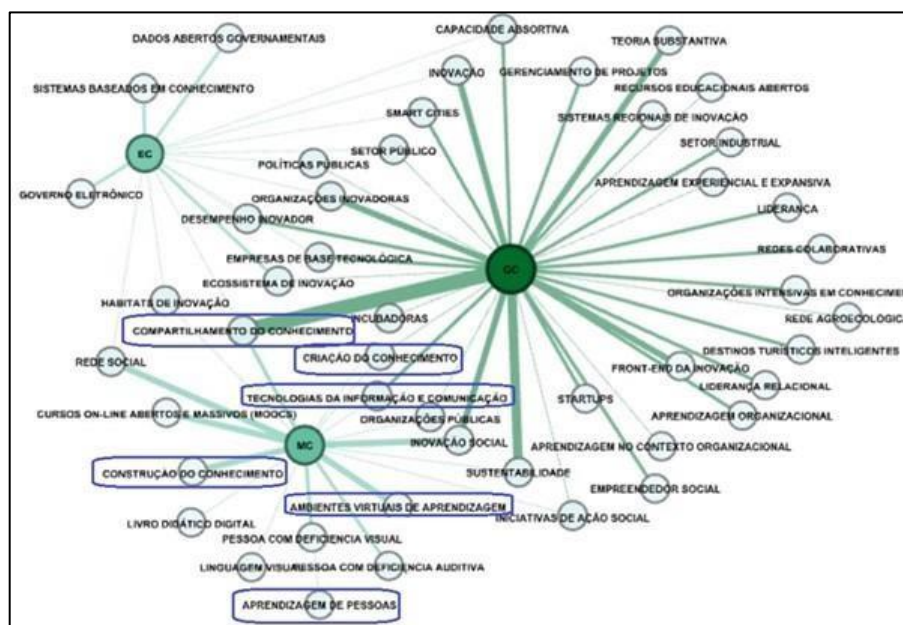 CAPACIDADE ABSORTIVA
DADOS ABERTOS GOVERNAMENTAIS
TEORIA SUBSTANTIVA
INOVAÇÃO
GERENCIAMENTO DE PROJETOS
SISTEMAS BASEADOS EM CONHECIMENTO
RECURSOS EDUCACIONAIS ABERTOS
SMART CITIES
SISTEMAS REGIONAIS DE INOVAÇÃO
SETOR PÚBLICO
SETOR INDUSTRIAL
EC
POLÍTICAS PÚBLICAS
APRENDIZAGEM EXPERIENCIAL E EXPANSIVA
GOVERNO ELETRÔNICO
ORGANIZAÇÕES INOVADORAS
LIDERANÇA
DESEMPENHO INOVADOR
REDES COLABORATIVAS
EMPRESAS DE BASE TECNOLÓGICA
GC
ECOSSISTEMA DE INOVAÇÃO
ORGANIZAÇÕES INTENSIVAS EM CONHECIMEN
HABITATS DE INOVAÇÃO
INCUBADORAS
REDE AGROECOLÓGICA
COMPARTILHAMENTO DO CONHECIMENTO
DESTINOS TURÍSTICOS INTELIGENTES
CRIAÇÃO DO CONHECIMENTO
REDE SOCIAL
FRONT-END DA INOVAÇÃO
LIDERANÇA RELACIONAL
TECNOLOGIAS DA INFORMAÇÃO E COMUNICAÇÃO
STARTUPS
CURSOS ON-LINE ABERTOS E MASSIVOS (MOOCS)
ORGANIZAÇÕES PÚBLICAS
APRENDIZAGEM ORGANIZACIONAL
MC
INOVAÇÃO SOCIAL
APRENDIZAGEM NO CONTEXTO ORGANIZACIONAL
CONSTRUÇÃO DO CONHECIMENTO
SUSTENTABILIDADE
EMPREENDEDOR SOCIAL
AMBIENTES VIRTUAIS DE APRENDIZAGEM
INICIATIVAS DE AÇÃO SOCIAL
LIVRO DIDÁTICO DIGITAL
PESSOA COM DEFICIENCIA VISUAL
LINGUAGEM VISUAL
PESSOA COM DEFICIENCIA AUDITIVA
APRENDIZAGEM DE PESSOAS